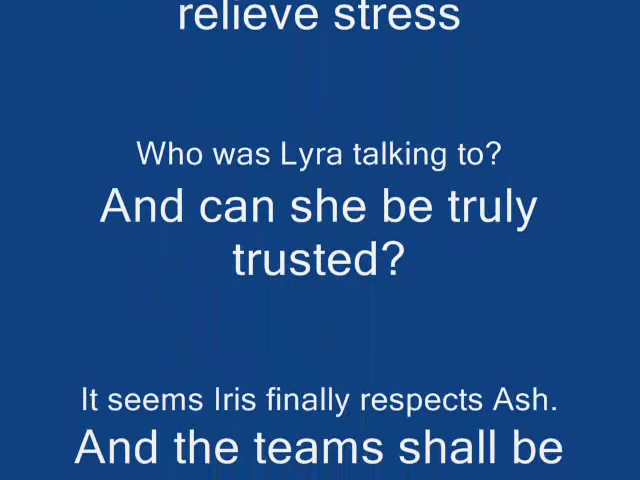 relieve stress
Who was Lyra talking to?
And can she be truly
trusted?
It seems Iris finally respects Ash.
And the teams shall be